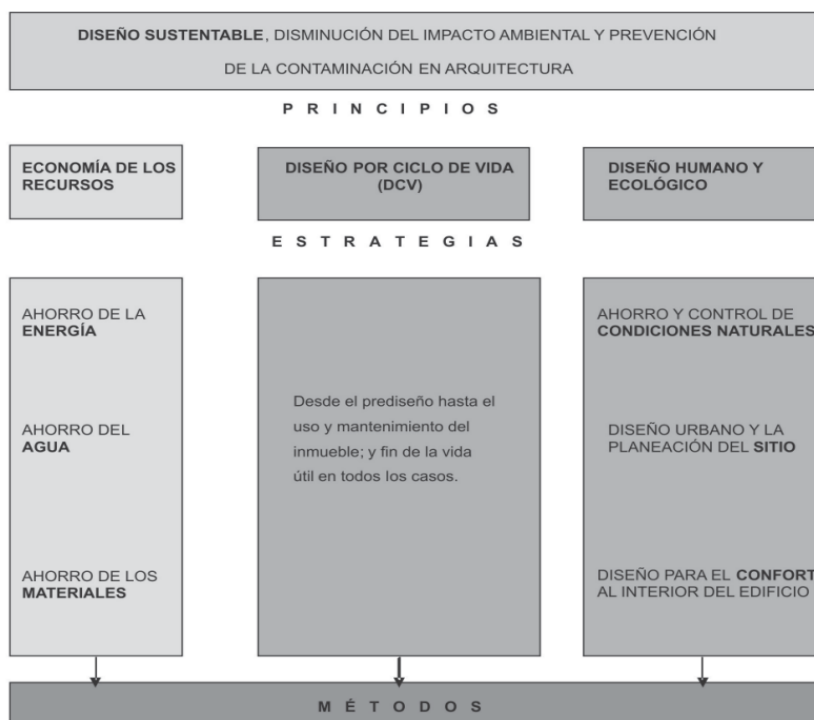 DISEÑO SUSTENTABLE, DISMINUCIÓN DEL IMPACTO AMBIENTAL Y PREVENCIÓN
DE LA CONTAMINACIÓN EN ARQUITECTURA
PRINCIPIOS
ECONOMÍA DE LOS
RECURSOS
DISEÑO POR CICLO DE VIDA
(DCV)
DISEÑO HUMANO Y
ECOLÓGICO
ESTRATEGIAS
AHORRO DE LA
ENERGÍA
AHORRO DEL
AGUA
AHORRO DE LOS
MATERIALES
Desde el prediseño hasta el
uso y mantenimiento del
inmueble; y fin de la vida
útil en todos los casos.
AHORRO Y CONTROL DE
CONDICIONES NATURALES
DISEÑO URBANO Y LA
PLANEACIÓN DEL SITIO
DISEÑO PARA EL CONFORT
AL INTERIOR DEL EDIFICIO
MÉTODOS